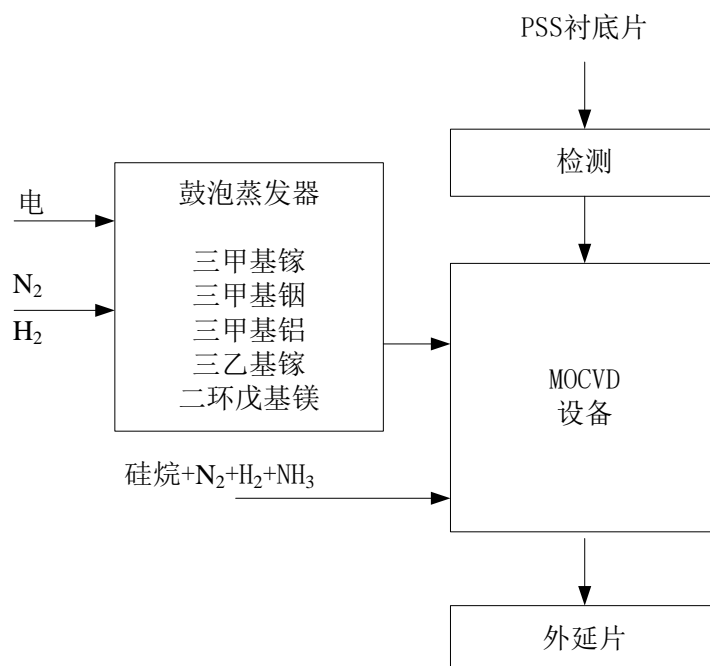 PSS衬底片
检测
鼓泡蒸发器
电
三甲基镓
N₂
三甲基铟
H₂
三甲基铝
三乙基镓
二环戊基镁
MOCVD
设备
硅烷+N₂+H₂+NH₃
外延片